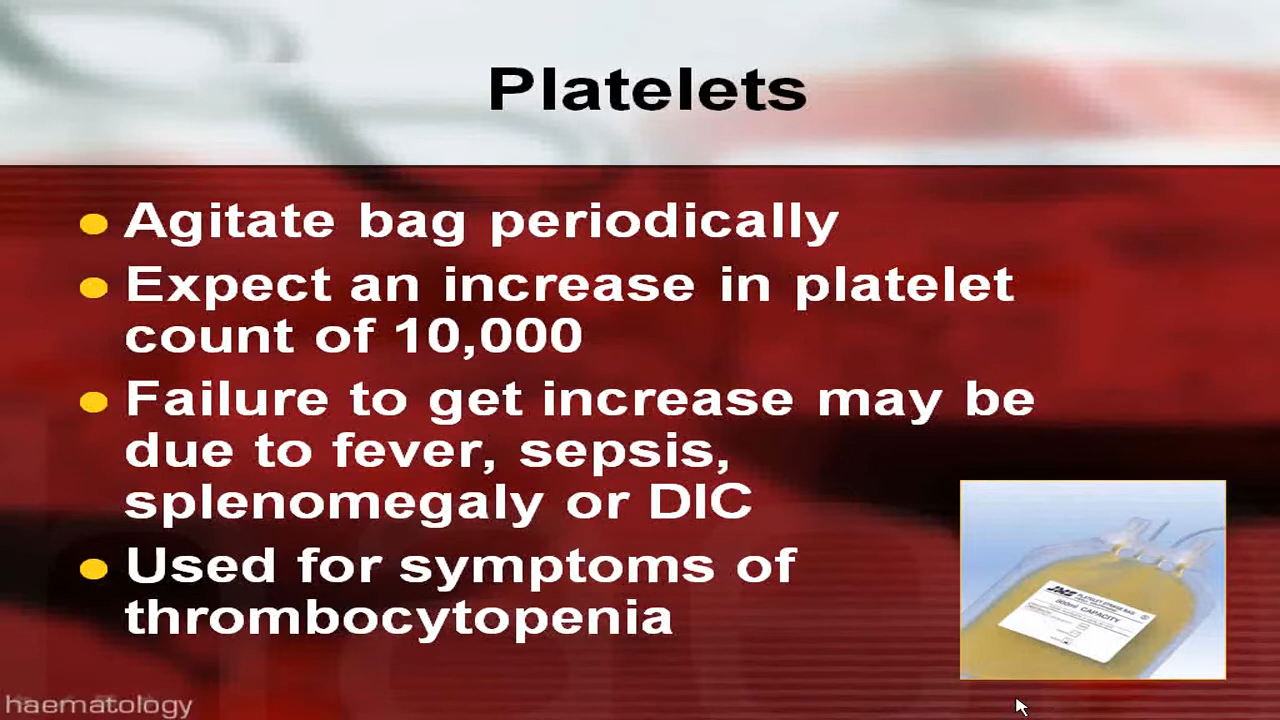 Platelets
Agitate bag periodically
Expect an increase in platelet
count of 10,000
Failure to get increase may be
due to fever, sepsis,
splenomegaly or DIC
Used for symptoms of
thrombocytopenia
CAPACITY
haematology